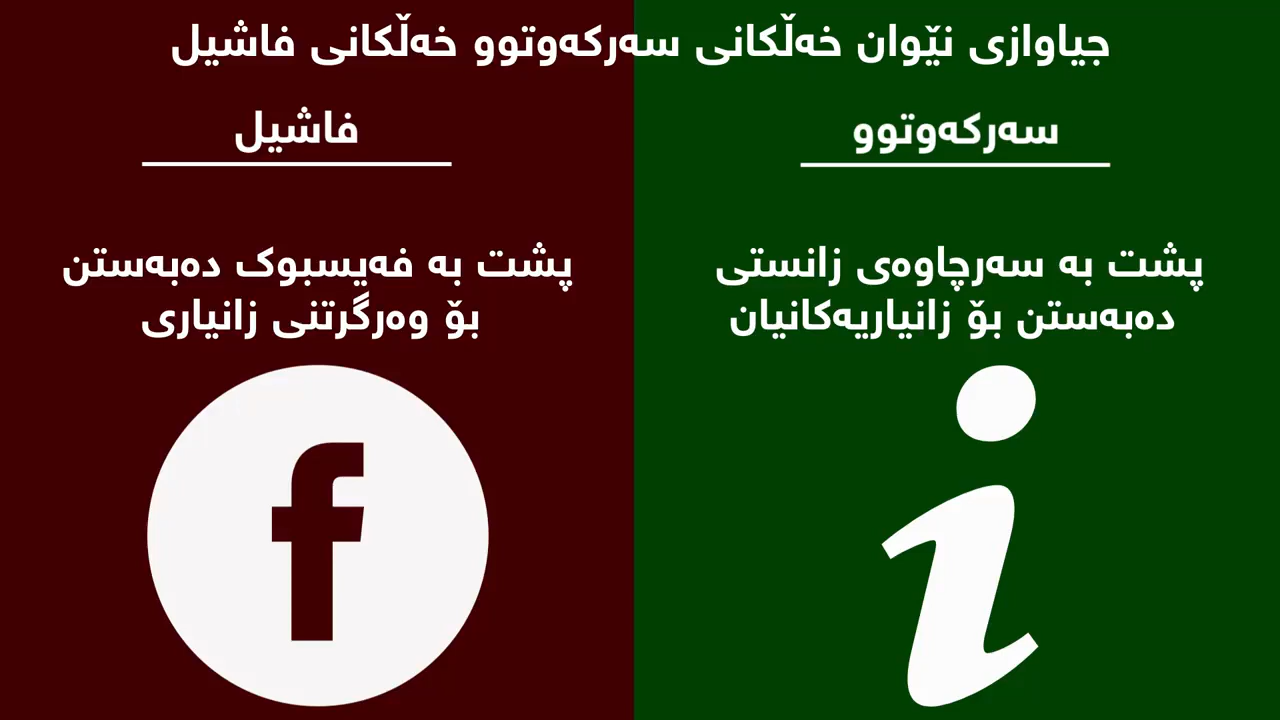 جیاوازی نێوان خەڵکانی سەرکەوتوو خەڵکانی فاشیل
سەرکەوتوو
پشت بە سەرچاوەی زانستی
دەبەستن بۆ زانیاریەکانیان
فاشیل
پشت بە فەیسبوک دەبەستن
بۆ وەرگرتنی زانیاری